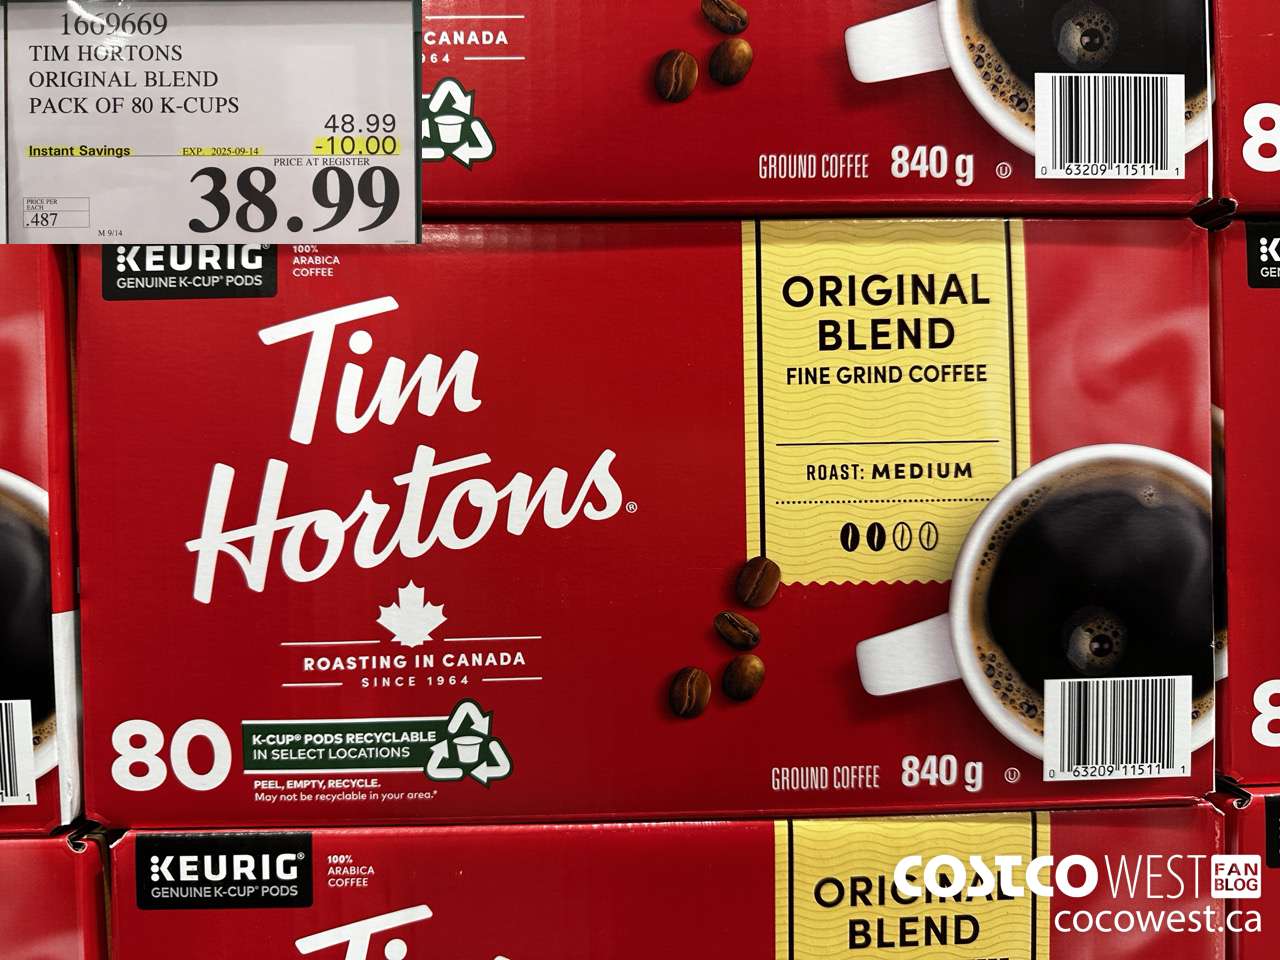 1669669
TIM HORTONS
ORIGINAL BLEND
PACK OF 80 K-CUPS
48.99
Instant Savings EXP. 2025-09-14 -10.00
PRICE AT REGISTER
38.99
PRICE PER
EACH
.487
M 9/14
CANADA
964
GROUND COFFEE 840 g U
0 63209 11511 1
8
KEURIG®
GENUINE K-CUP® PODS
100%
ARABICA
COFFEE
Tim
Hortons®
ROASTING IN CANADA
SINCE 1964
80
K-CUP® PODS RECYCLABLE
IN SELECT LOCATIONS
PEEL, EMPTY, RECYCLE.
May not be recyclable in your area.*
ORIGINAL
BLEND
FINE GRIND COFFEE
ROAST: MEDIUM
GROUND COFFEE 840 g U
0 63209 11511 1
8
KEURIG®
GENUINE K-CUP® PODS
100%
ARABICA
COFFEE
Tim
ORIGINAL
BLEND
COSTCO WEST FAN
BLOG
cocowest.ca